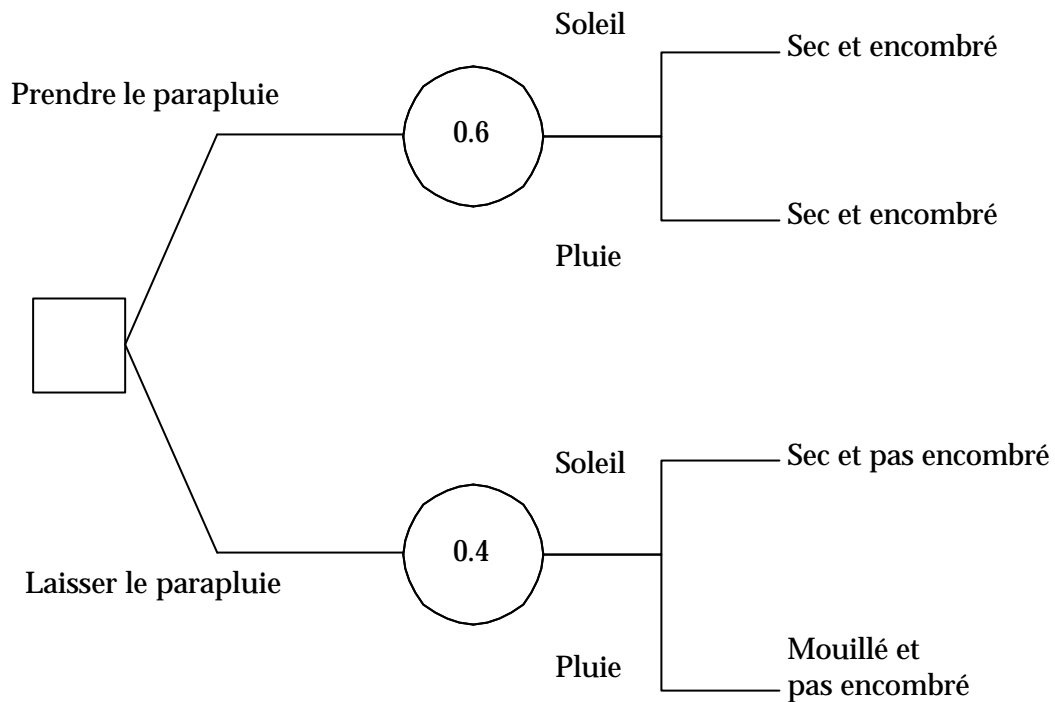 Soleil
Sec et encombré
Prendre le parapluie
0.6
Sec et encombré
Pluie
Soleil
Sec et pas encombré
0.4
Laisser le parapluie
Pluie
Mouillé et
pas encombré